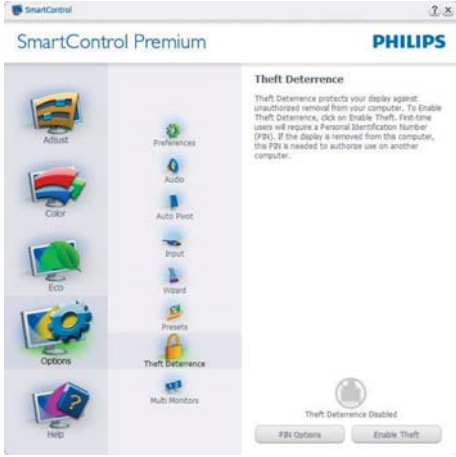 SmartControl
SmartControl Premium
PHILIPS
Adjust
Color
Eco
Options
Help
Preferences
Audio
Auto Pivot
Input
Wizard
Presets
Theft Deterrence
Multi Monitors
Theft Deterrence
Theft Deterrence protects your display against
unauthorized removal from your computer. To Enable
Theft Deterrence, click on Enable Theft. First-time
users will require a Personal Identification Number
(PIN). If the display is removed from this computer,
this PIN is needed to authorize use on another
computer.
Theft Deterrence Disabled
PIN Options
Enable Theft